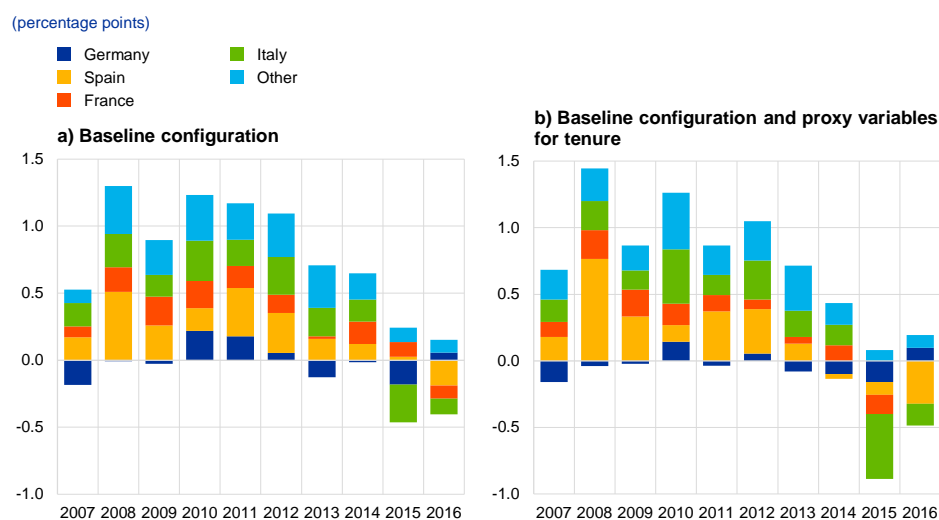 (percentage points)
Germany
Spain
France
Italy
Other
a) Baseline configuration
1.5
1.0
0.5
0.0
-0.5
-1.0
2007 2008 2009 2010 2011 2012 2013 2014 2015 2016
b) Baseline configuration and proxy variables
for tenure
1.5
1.0
0.5
0.0
-0.5
-1.0
2007 2008 2009 2010 2011 2012 2013 2014 2015 2016